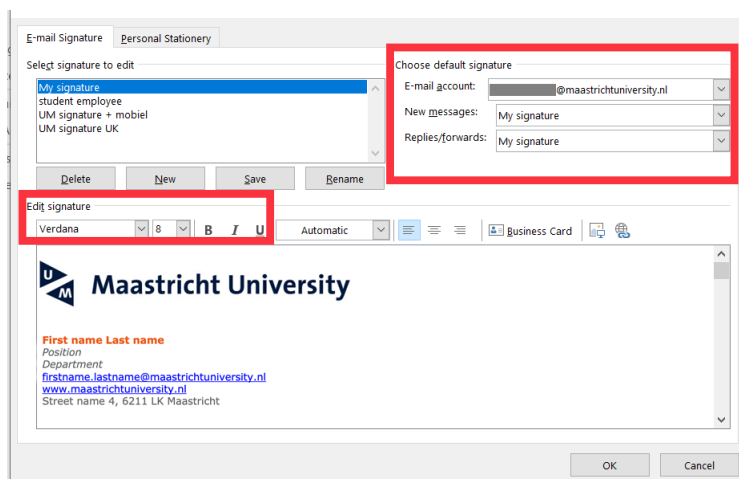 E-mail Signature Personal Stationery
Select signature to edit
My signature
student employee
UM signature + mobiel
UM signature UK
Delete New Save Rename
Choose default signature
E-mail account: @maastrichtuniversity.nl
New messages: My signature
Replies/forwards: My signature
Edit signature
Verdana 8 B I U Automatic Business Card
UM Maastricht University
First name Last name
Position
Department
firstname.lastname@maastrichtuniversity.nl
www.maastrichtuniversity.nl
Street name 4, 6211 LK Maastricht
OK Cancel